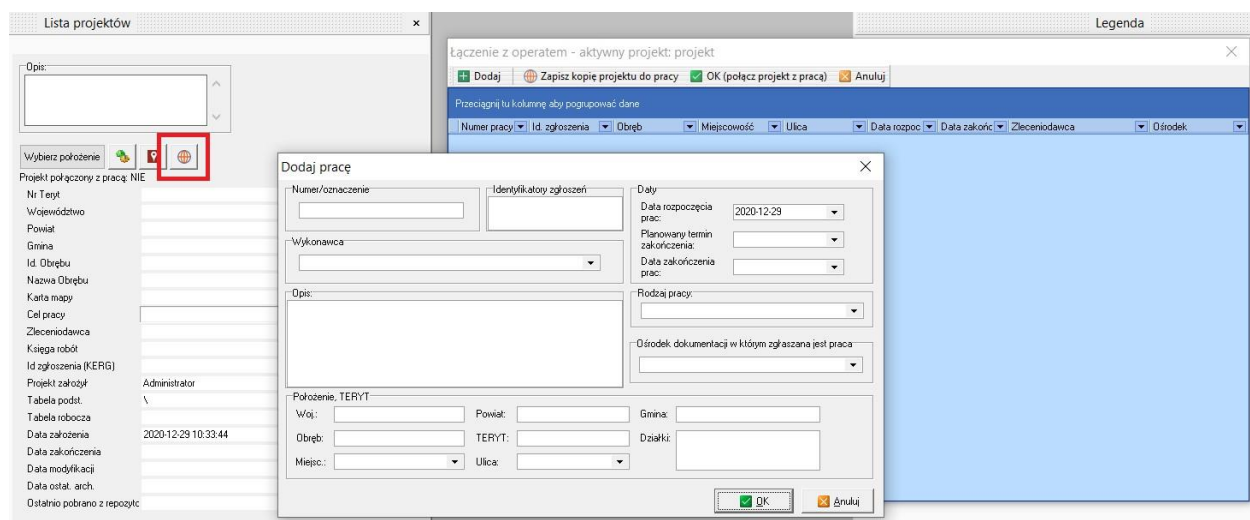 Lista projektów
Legenda
Opis:
Wybierz położenie
Projekt połączony z pracą: NIE
Nr Teryt
Województwo
Powiat
Gmina
Id. Obrębu
Nazwa Obrębu
Karta mapy
Cel pracy
Zleceniodawca
Księga robót
Id zgłoszenia (KERG)
Projekt założył Administrator
Tabela podst. \
Tabela robocza
Data założenia 2020-12-29 10:33:44
Data zakończenia
Data modyfikacji
Data ostat. arch.
Ostatnio pobrano z repozytc
Łączenie z operatem - aktywny projekt: projekt
Dodaj Zapisz kopię projektu do pracy OK (połącz projekt z pracą) Anuluj
Przeciągnij tu kolumnę aby pogrupować dane
Numer pracy Id. zgłoszenia Obręb Miejscowość Ulica Data rozpoc Data zakońc Zleceniodawca Ośrodek
Dodaj pracę
Numer/oznaczenie
Identyfikatory zgłoszeń
Wykonawca
Daty
Data rozpoczęcia
prac: 2020-12-29
Planowany termin
zakończenia:
Data zakończenia
prac:
Opis:
Rodzaj pracy:
Ośrodek dokumentacji w którym zgłaszana jest praca
Położenie, TERYT
Woj.: Powiat: Gmina:
Obręb: TERYT: Działki:
Miejsc.: Ulica:
OK Anuluj